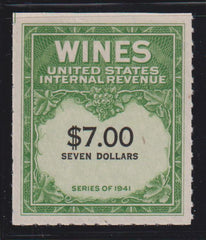 WINES
UNITED STATES
INTERNAL REVENUE
$7.00
SEVEN DOLLARS
SERIES OF 1941